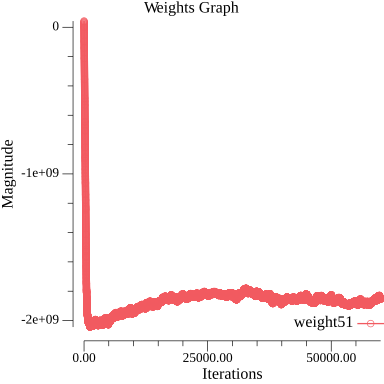 Weights Graph
0
-1e+09
-2e+09
Magnitude
weight51
0.00 25000.00 50000.00
Iterations